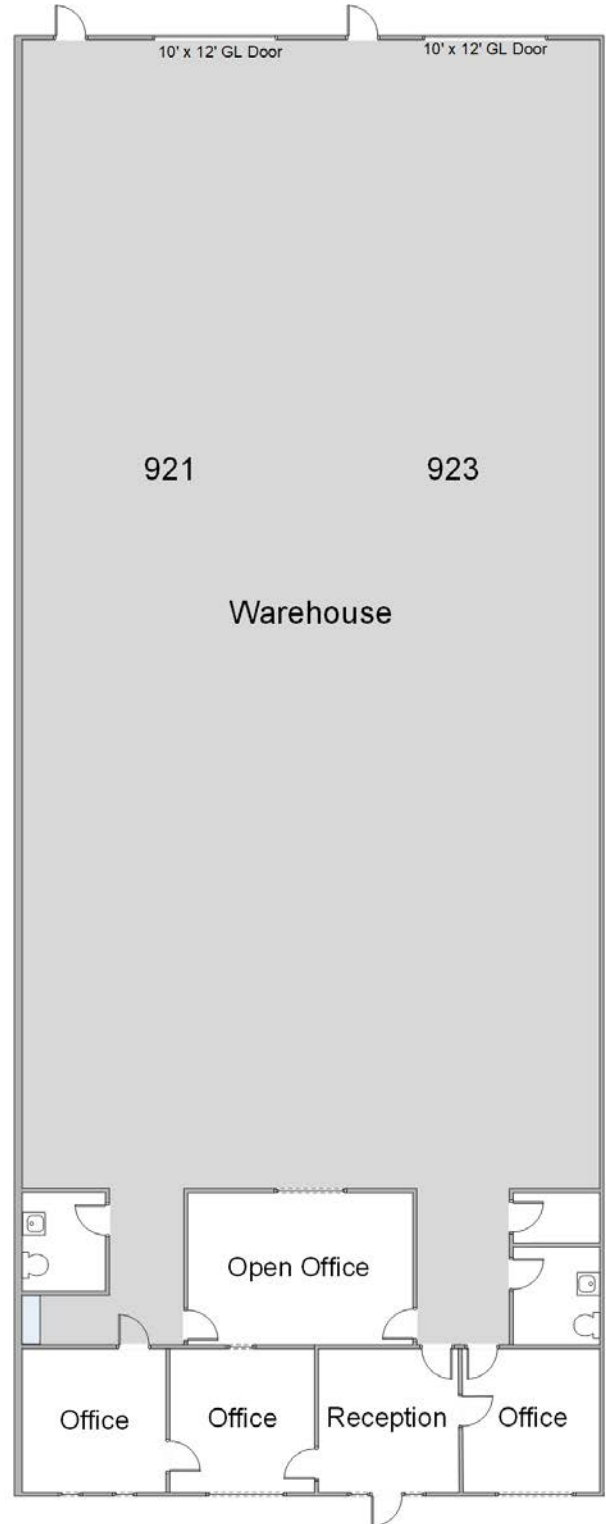 10' x 12' GL Door
10' x 12' GL Door
921
923
Warehouse
Open Office
Office
Office
Reception
Office